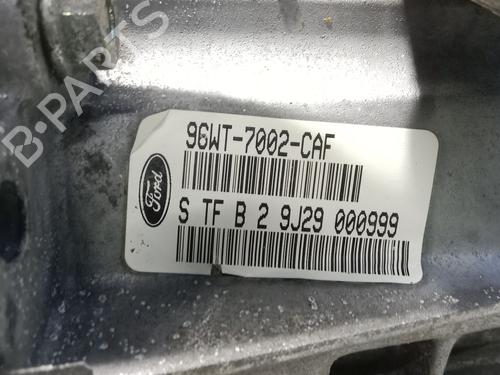 B-PARTS
96WT-7002-CAF
Ford
S TF B 2 9J29 000999